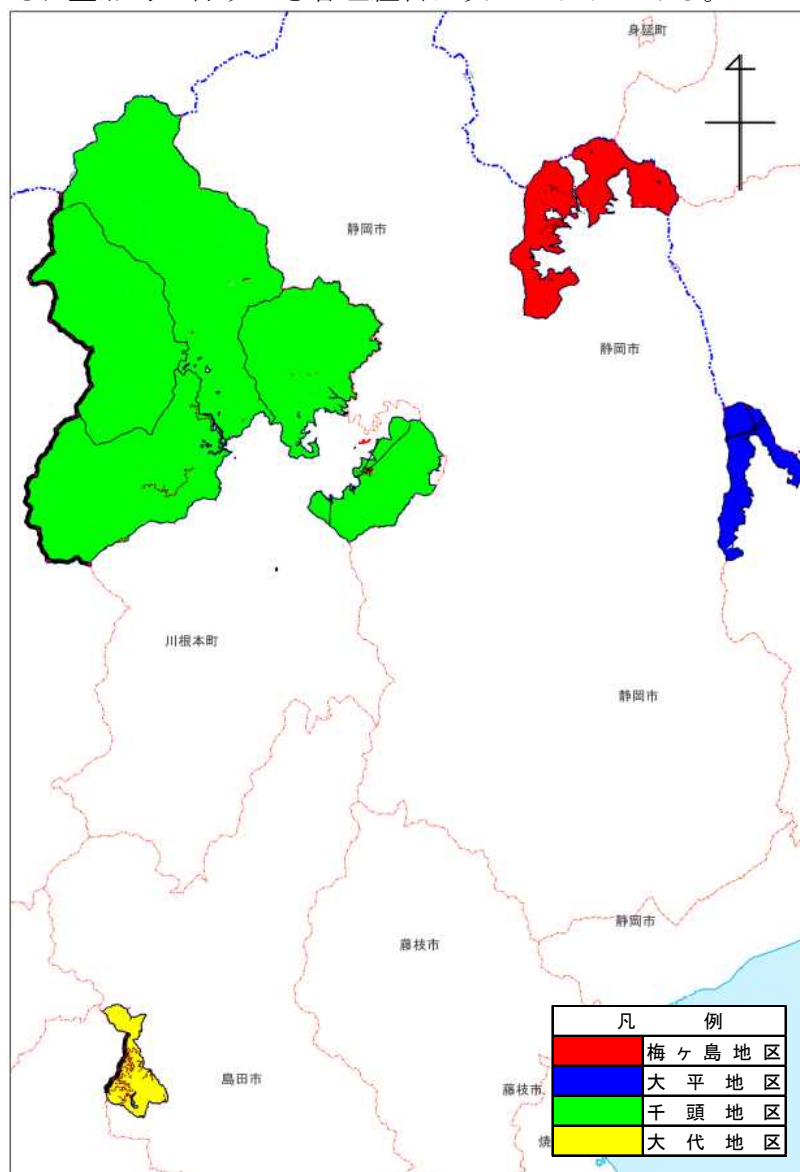 身延町
静岡市
静岡市
川根本町
静岡市
静岡市
藤枝市
島田市
藤枝市
焼
凡 例
梅ヶ島地区
大平地区
千頭地区
大代地区